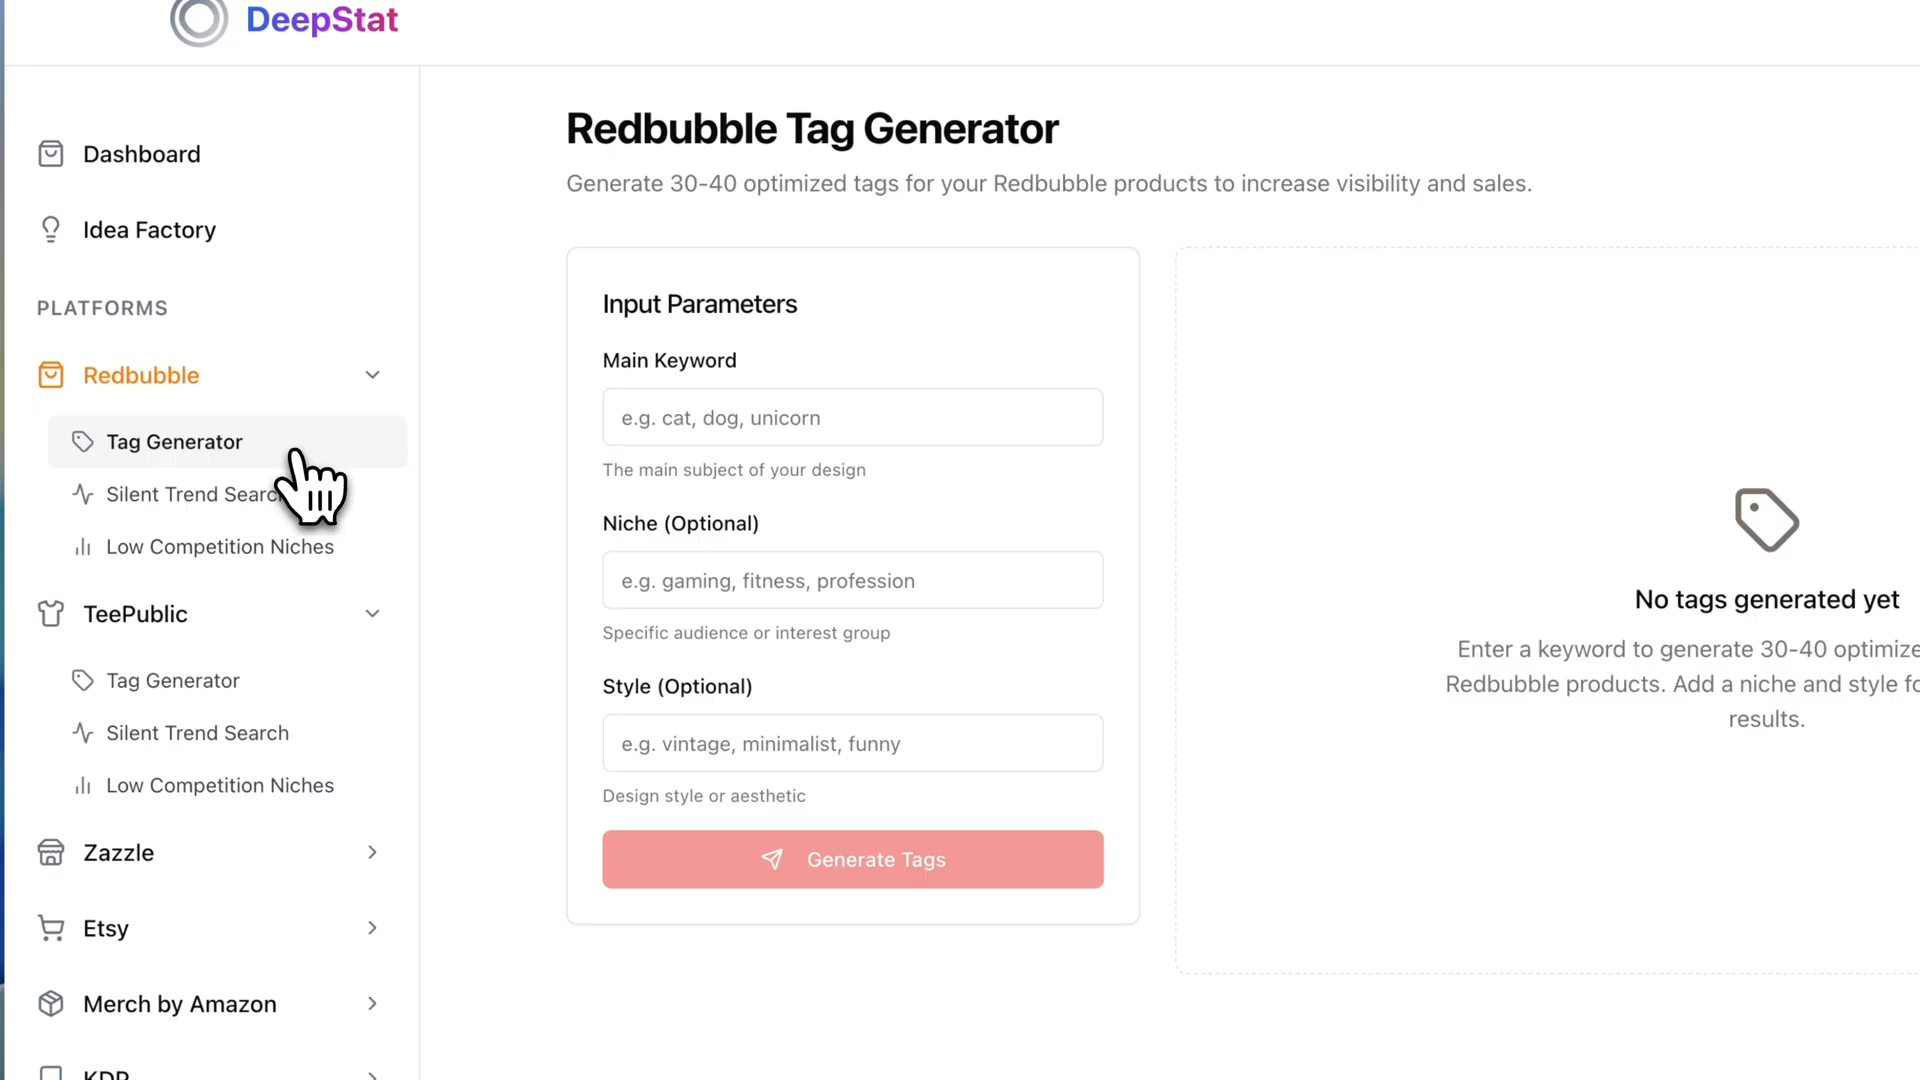 DeepStat
Dashboard
Idea Factory
PLATFORMS
Redbubble
Tag Generator
Silent Trend Search
Low Competition Niches
TeePublic
Tag Generator
Silent Trend Search
Low Competition Niches
Zazzle
Etsy
Merch by Amazon
KDP
Redbubble Tag Generator
Generate 30-40 optimized tags for your Redbubble products to increase visibility and sales.
Input Parameters
Main Keyword
e.g. cat, dog, unicorn
The main subject of your design
Niche (Optional)
e.g. gaming, fitness, profession
Specific audience or interest group
Style (Optional)
e.g. vintage, minimalist, funny
Design style or aesthetic
Generate Tags
No tags generated yet
Enter a keyword to generate 30-40 optimize
Redbubble products. Add a niche and style fo
results.